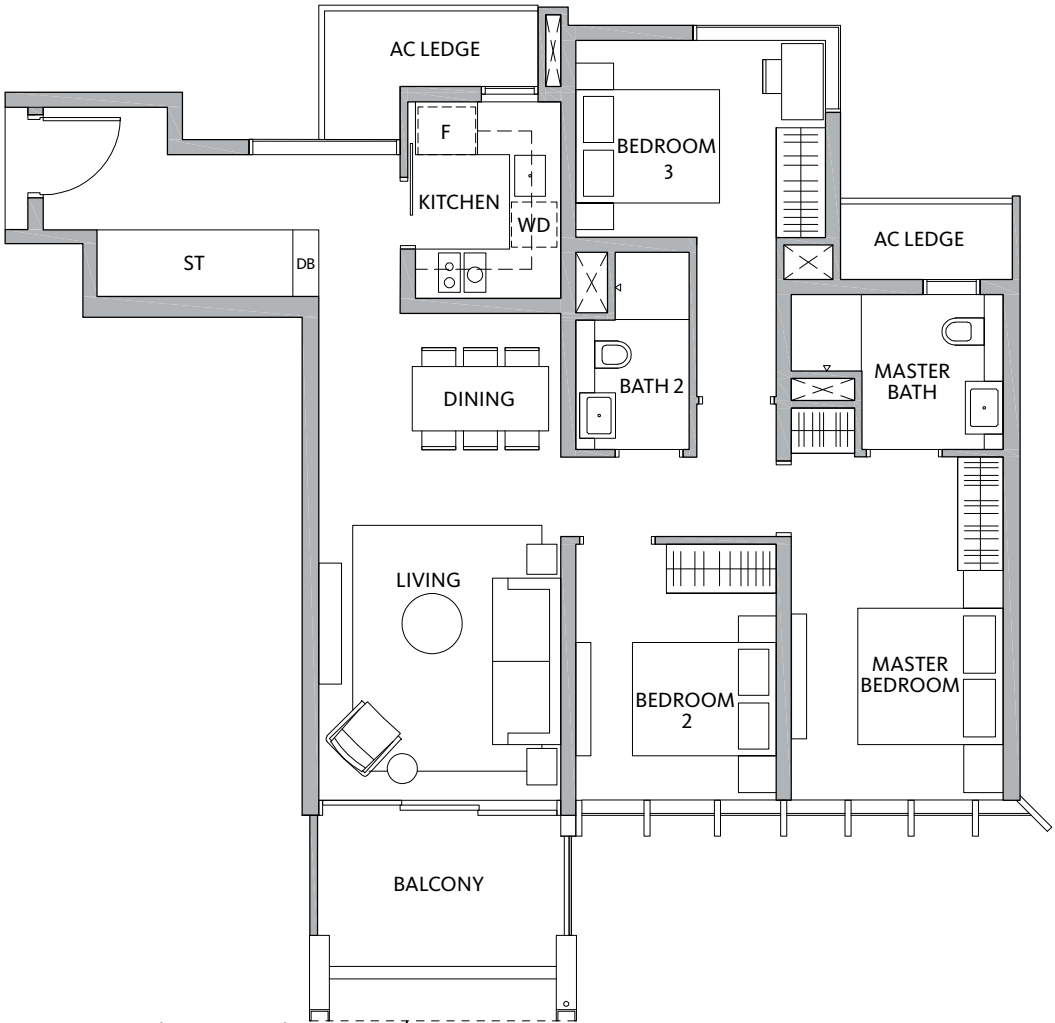 AC LEDGE
F
BEDROOM
3
KITCHEN
WD
AC LEDGE
ST
DB
MASTER
BATH
BATH 2
DINING
LIVING
MASTER
BEDROOM
BEDROOM
2
BALCONY